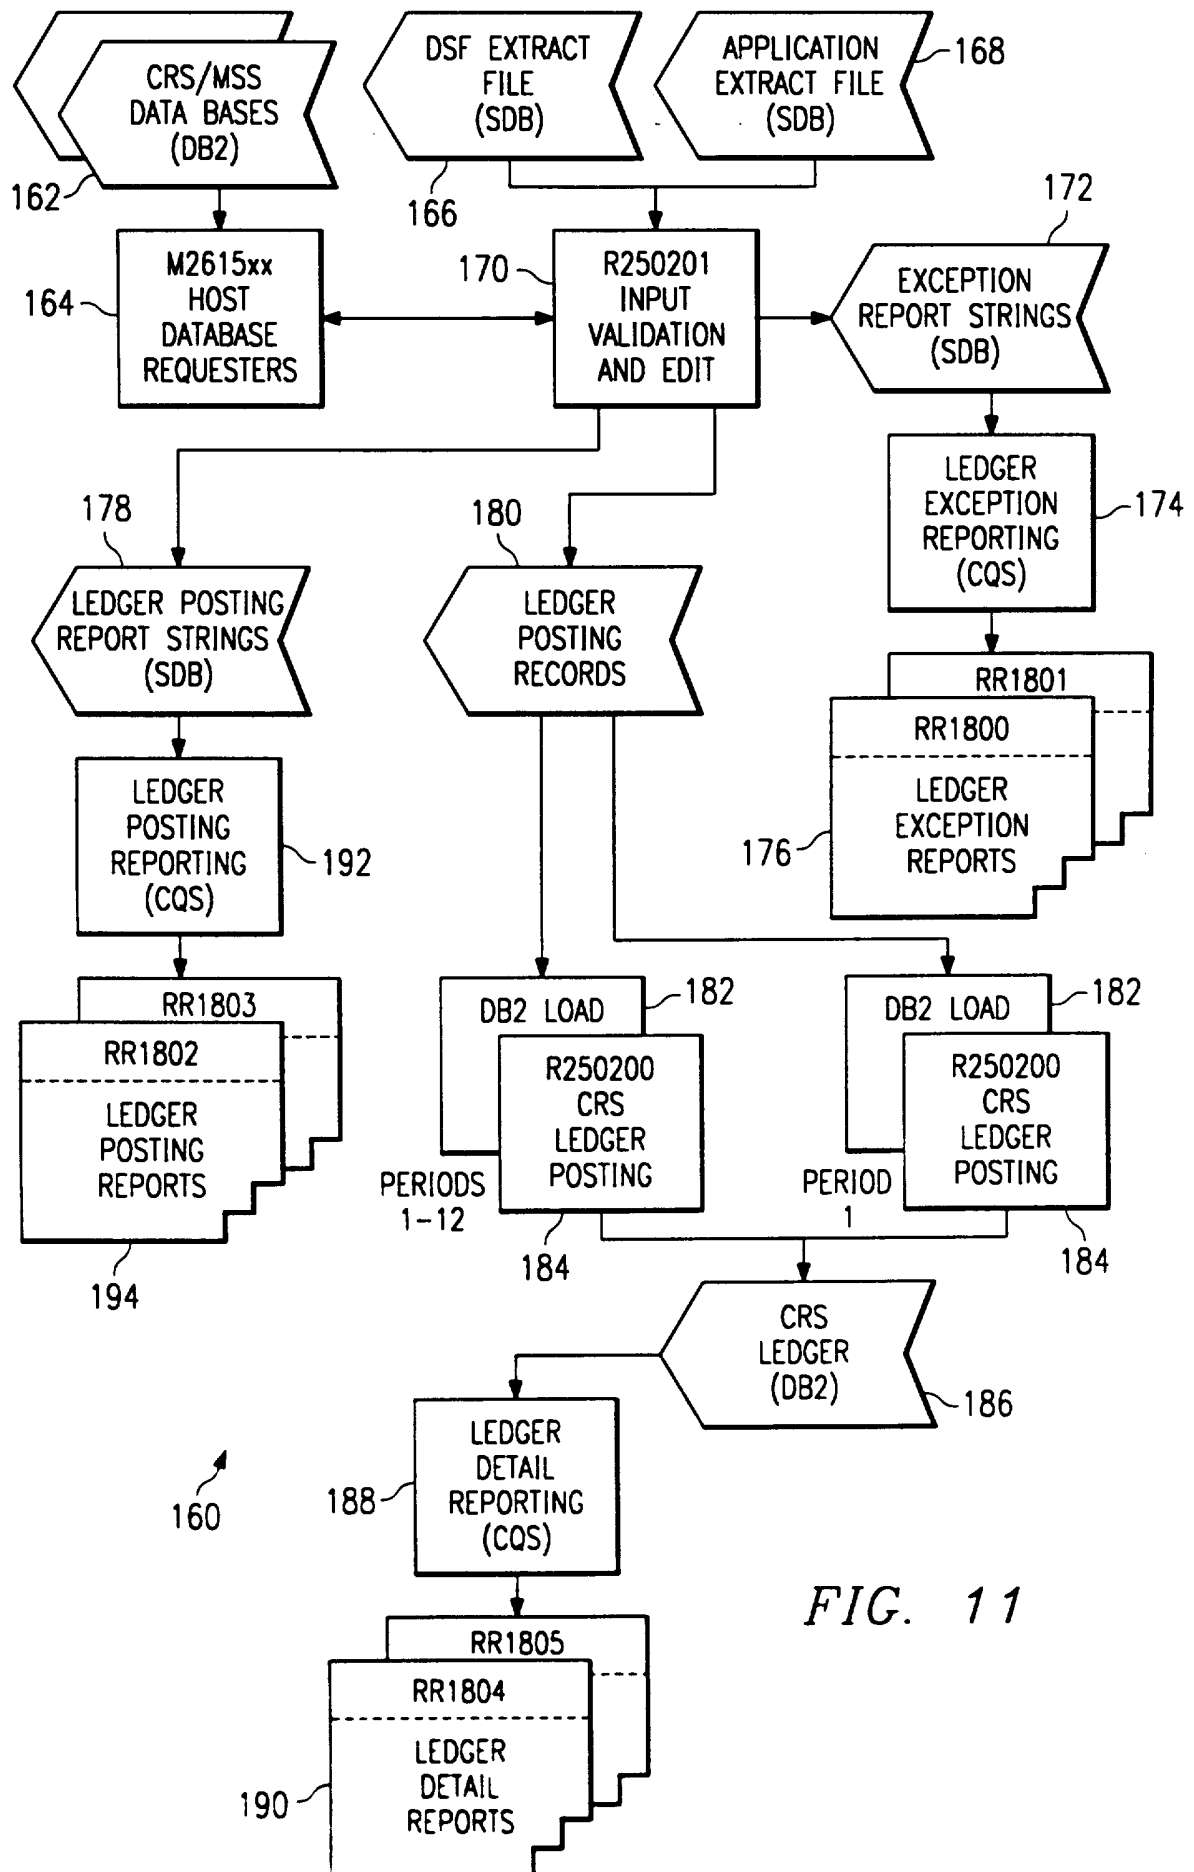 CRS/MSS
DATA BASES
(DB2)
162
DSF EXTRACT
FILE
(SDB)
166
APPLICATION
EXTRACT FILE
(SDB)
168
M2615xx
HOST
DATABASE
REQUESTERS
164
R250201
INPUT
VALIDATION
AND EDIT
170
172
EXCEPTION
REPORT STRINGS
(SDB)
LEDGER
EXCEPTION
REPORTING
(CQS)
174
178
LEDGER POSTING
REPORT STRINGS
(SDB)
180
LEDGER
POSTING
RECORDS
RR1801
RR1800
LEDGER
EXCEPTION
REPORTS
176
LEDGER
POSTING
REPORTING
(CQS)
192
RR1803
RR1802
LEDGER
POSTING
REPORTS
194
DB2 LOAD
182
R250200
CRS
LEDGER
POSTING
PERIODS
1-12
184
DB2 LOAD
182
R250200
CRS
LEDGER
POSTING
PERIOD
1
184
CRS
LEDGER
(DB2)
186
LEDGER
DETAIL
REPORTING
(CQS)
188
160
RR1805
RR1804
LEDGER
DETAIL
REPORTS
190
FIG. 11